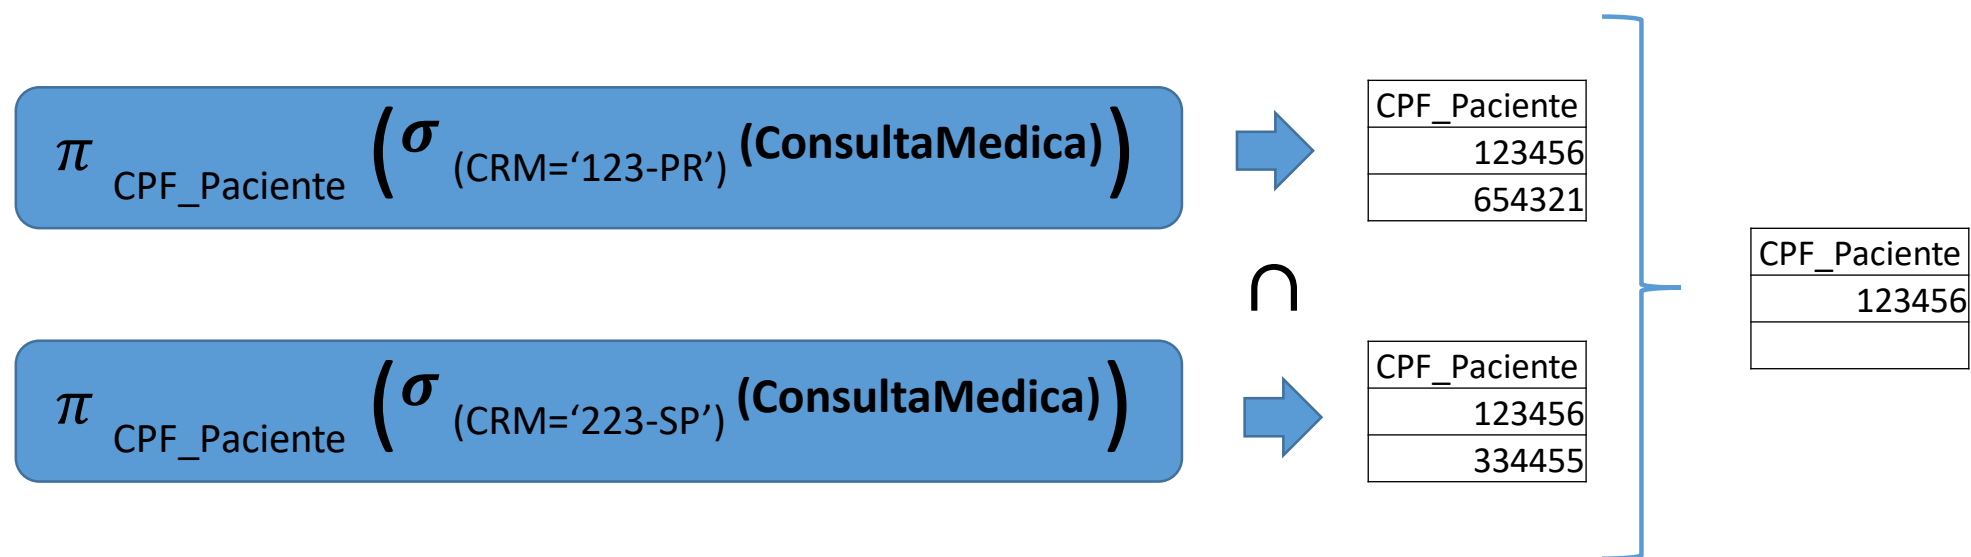 π CPF_Paciente (σ (CRM=‘123-PR’) (ConsultaMedica))
CPF_Paciente
123456
654321
∩
π CPF_Paciente (σ (CRM=‘223-SP’) (ConsultaMedica))
CPF_Paciente
123456
334455
CPF_Paciente
123456